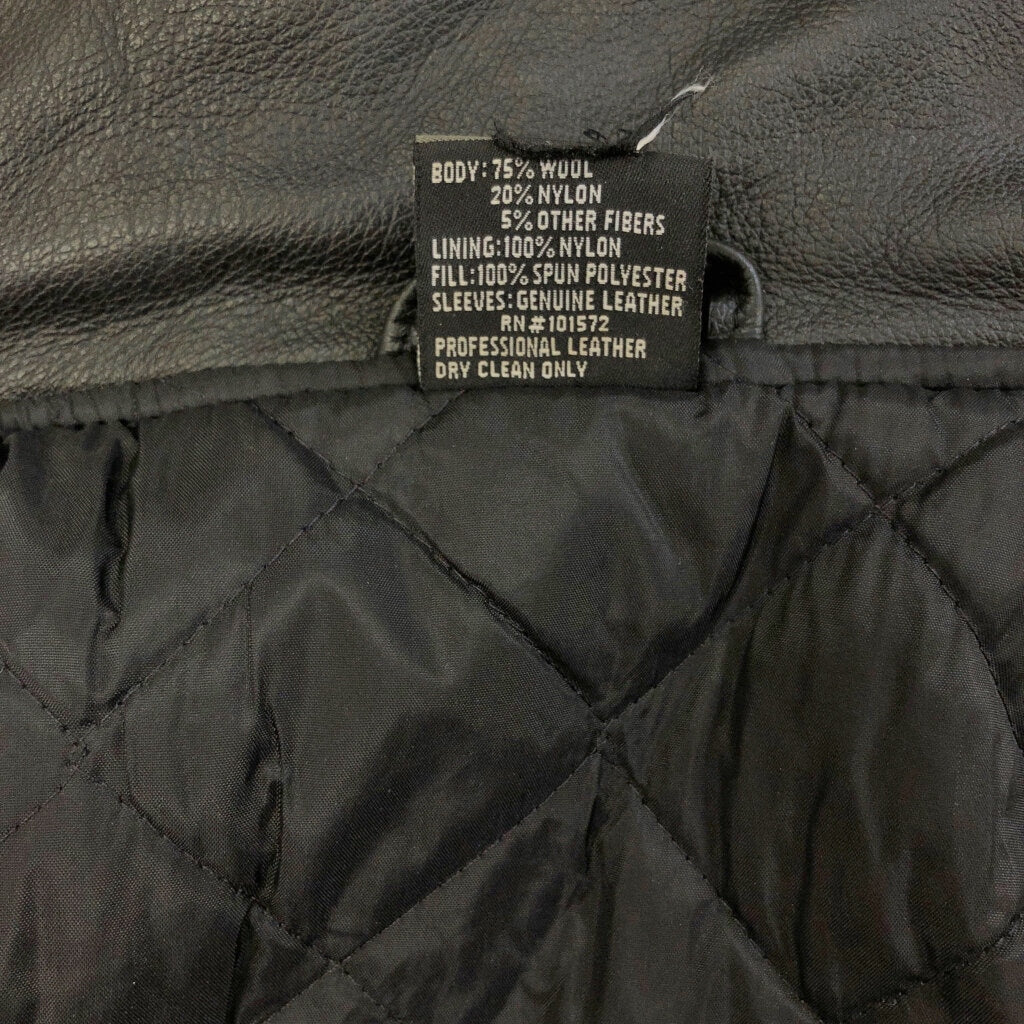 BODY: 75% WOOL
20% NYLON
5% OTHER FIBERS
LINING:100% NYLON
FILL:100% SPUN POLYESTER
SLEEVES: GENUINE LEATHER
RN#101572
PROFESSIONAL LEATHER
DRY CLEAN ONLY